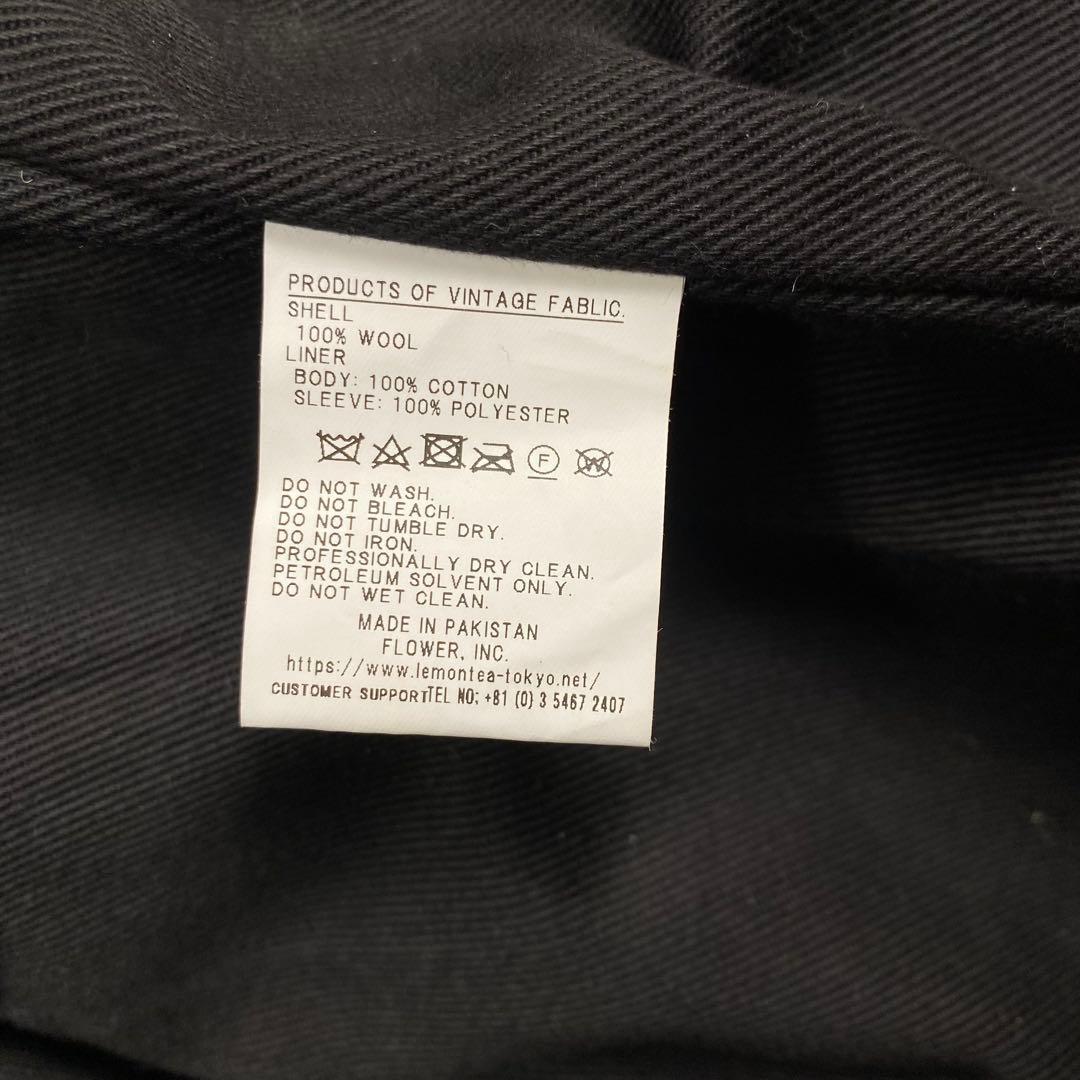 PRODUCTS OF VINTAGE FABLIC.
SHELL
100% WOOL
LINER
BODY: 100% COTTON
SLEEVE: 100% POLYESTER
F W
DO NOT WASH.
DO NOT BLEACH.
DO NOT TUMBLE DRY.
DO NOT IRON.
PROFESSIONALLY DRY CLEAN.
PETROLEUM SOLVENT ONLY.
DO NOT WET CLEAN.
MADE IN PAKISTAN
FLOWER, INC.
https://www.lemontea-tokyo.net/
CUSTOMER SUPPORTTEL NO; +81 (0) 3 5467 2407